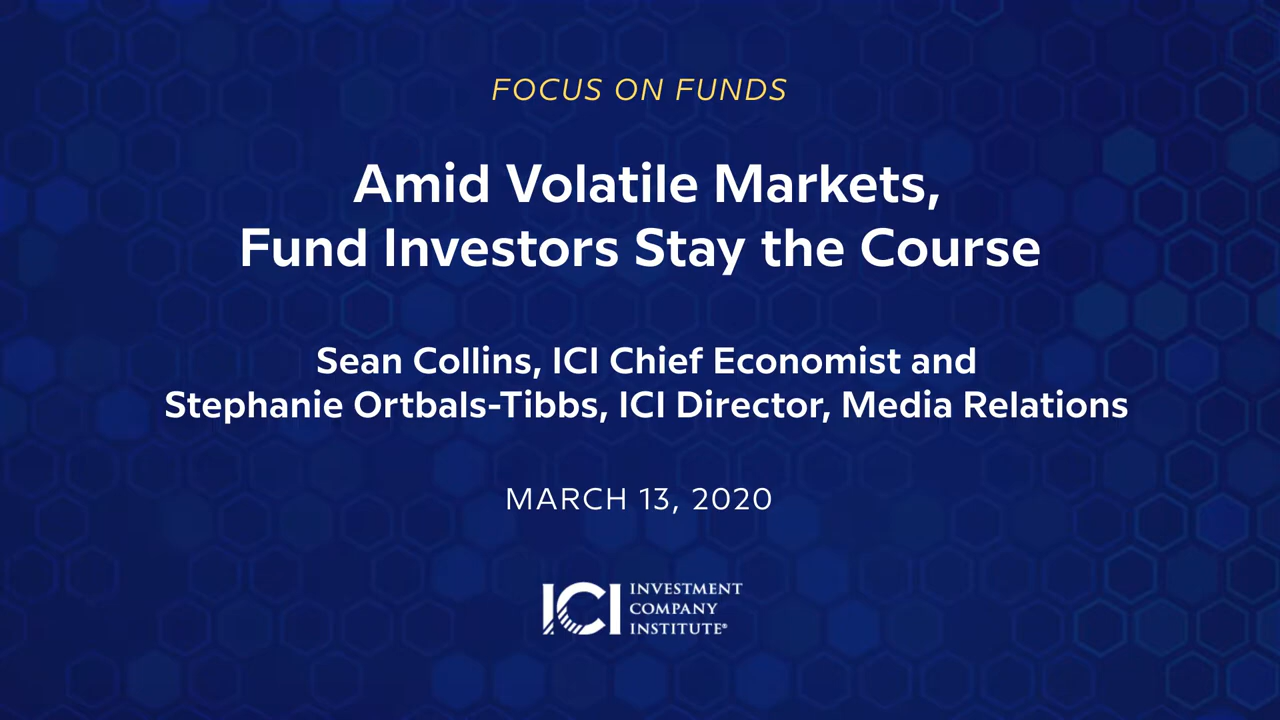 FOCUS ON FUNDS
Amid Volatile Markets,
Fund Investors Stay the Course
Sean Collins, ICI Chief Economist and
Stephanie Ortbals-Tibbs, ICI Director, Media Relations
MARCH 13, 2020
ICI
INVESTMENT
COMPANY
INSTITUTE®